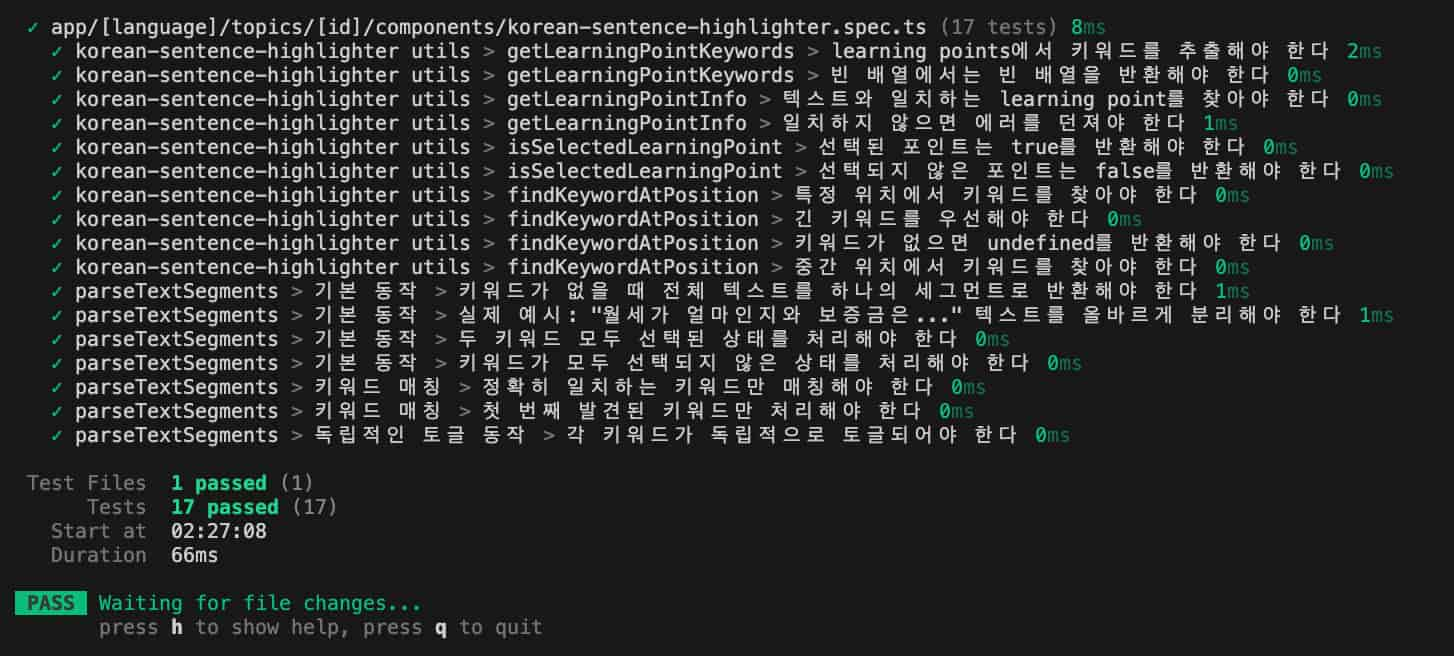 ✓ app/[language]/topics/[id]/components/korean-sentence-highlighter.spec.ts (17 tests) 8ms
✓ korean-sentence-highlighter utils > getLearningPointKeywords > learning points에서 키워드를 추출해야 한다 2ms
✓ korean-sentence-highlighter utils > getLearningPointKeywords > 빈 배열에서는 빈 배열을 반환해야 한다 0ms
✓ korean-sentence-highlighter utils > getLearningPointInfo > 텍스트와 일치하는 learning point를 찾아야 한다 0ms
✓ korean-sentence-highlighter utils > getLearningPointInfo > 일치하지 않으면 에러를 던져야 한다 1ms
✓ korean-sentence-highlighter utils > isSelectedLearningPoint > 선택된 포인트는 true를 반환해야 한다 0ms
✓ korean-sentence-highlighter utils > isSelectedLearningPoint > 선택되지 않은 포인트는 false를 반환해야 한다 0ms
✓ korean-sentence-highlighter utils > findKeywordAtPosition > 특정 위치에서 키워드를 찾아야 한다 0ms
✓ korean-sentence-highlighter utils > findKeywordAtPosition > 긴 키워드를 우선해야 한다 0ms
✓ korean-sentence-highlighter utils > findKeywordAtPosition > 키워드가 없으면 undefined를 반환해야 한다 0ms
✓ korean-sentence-highlighter utils > findKeywordAtPosition > 중간 위치에서 키워드를 찾아야 한다 0ms
✓ parseTextSegments > 기본 동작 > 키워드가 없을 때 전체 텍스트를 하나의 세그먼트로 반환해야 한다 1ms
✓ parseTextSegments > 기본 동작 > 실제 예시: "월세가 얼마인지와 보증금은..." 텍스트를 올바르게 분리해야 한다 1ms
✓ parseTextSegments > 기본 동작 > 두 키워드 모두 선택된 상태를 처리해야 한다 0ms
✓ parseTextSegments > 기본 동작 > 키워드가 모두 선택되지 않은 상태를 처리해야 한다 0ms
✓ parseTextSegments > 키워드 매칭 > 정확히 일치하는 키워드만 매칭해야 한다 0ms
✓ parseTextSegments > 키워드 매칭 > 첫 번째 발견된 키워드만 처리해야 한다 0ms
✓ parseTextSegments > 독립적인 토글 동작 > 각 키워드가 독립적으로 토글되어야 한다 0ms
Test Files 1 passed (1)
Tests 17 passed (17)
Start at 02:27:08
Duration 66ms
PASS Waiting for file changes...
press h to show help, press q to quit